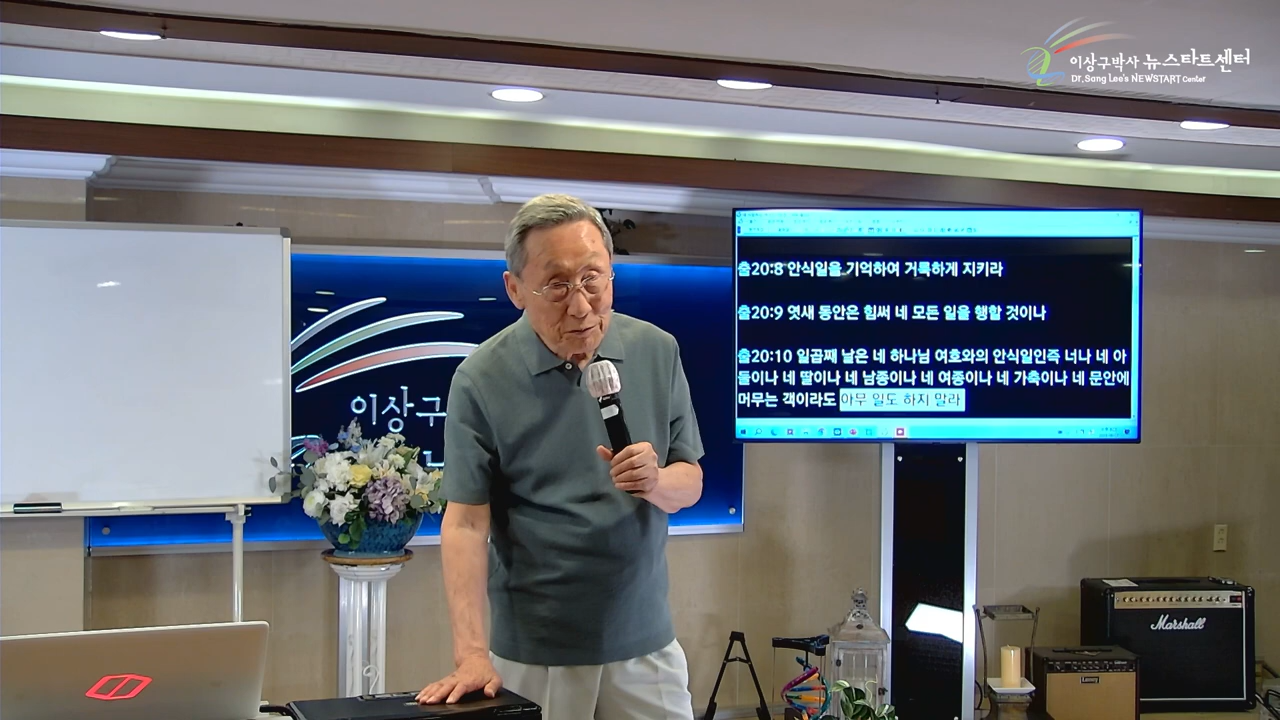 이상구박사 뉴스타트센터
Dr. Sang Lee's NEWSTART Center
출20:8 안식일을 기억하여 거룩하게 지키라
출20:9 엿새 동안은 힘써 네 모든 일을 행할 것이나
출20:10 일곱째 날은 네 하나님 여호와의 안식일인즉 너나 네 아
들이나 네 딸이나 네 남종이나 네 여종이나 네 가축이나 네 문안에
머무는 객이라도 아무 일도 하지 말라
이상구
Marshall
Laney